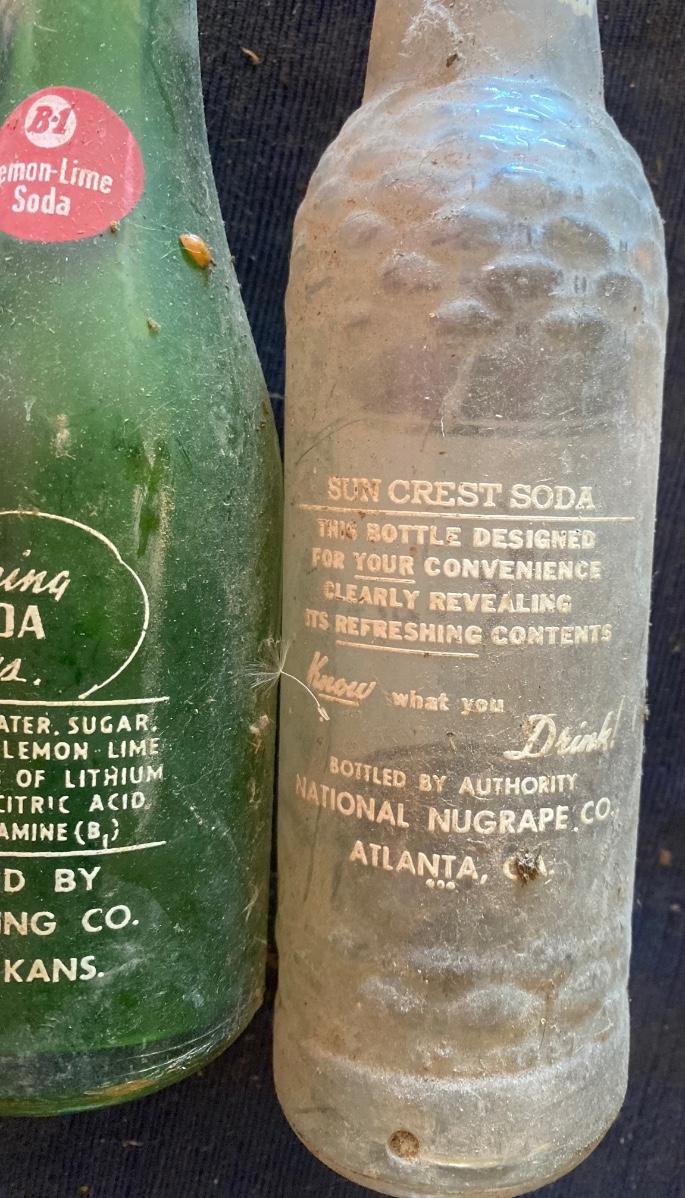 B-1
emon-Lime
Soda
ing
DA
s.
ATER, SUGAR,
LEMON-LIME
S OF LITHIUM
CITRIC ACID
AMINE (B1)
D BY
ING CO.
KANS.
SUN CREST SODA
THIS BOTTLE DESIGNED
FOR YOUR CONVENIENCE
CLEARLY REVEALING
ITS REFRESHING CONTENTS
Know what you
Drink!
BOTTLED BY AUTHORITY
NATIONAL NUGRAPE CO.
ATLANTA, GA.